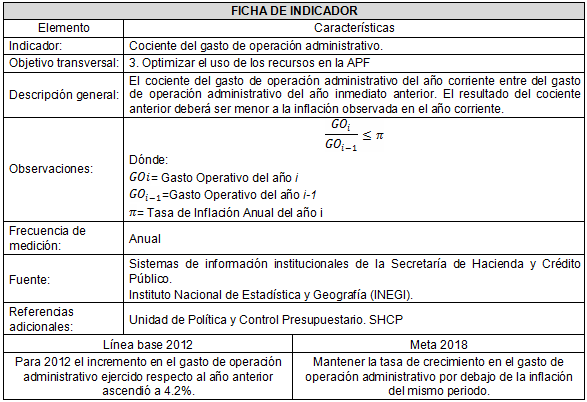 FICHA DE INDICADOR
Elemento Características
Indicador: Cociente del gasto de operación administrativo.
Objetivo transversal: 3. Optimizar el uso de los recursos en la APF
Descripción general: El cociente del gasto de operación administrativo del año corriente entre del gasto
de operación administrativo del año inmediato anterior. El resultado del cociente
anterior deberá ser menor a la inflación observada en el año corriente.
Observaciones:
GO_i / GO_{i−1} ≤ π
Dónde:
GOi= Gasto Operativo del año i
GO_{i−1}=Gasto Operativo del año i-1
π= Tasa de Inflación Anual del año i
Frecuencia de
medición:
Anual
Fuente:
Sistemas de información institucionales de la Secretaría de Hacienda y Crédito
Público.
Instituto Nacional de Estadística y Geografía (INEGI).
Referencias
adicionales:
Unidad de Política y Control Presupuestario. SHCP
Línea base 2012
Para 2012 el incremento en el gasto de operación
administrativo ejercido respecto al año anterior
ascendió a 4.2%.
Meta 2018
Mantener la tasa de crecimiento en el gasto de
operación administrativo por debajo de la inflación
del mismo periodo.